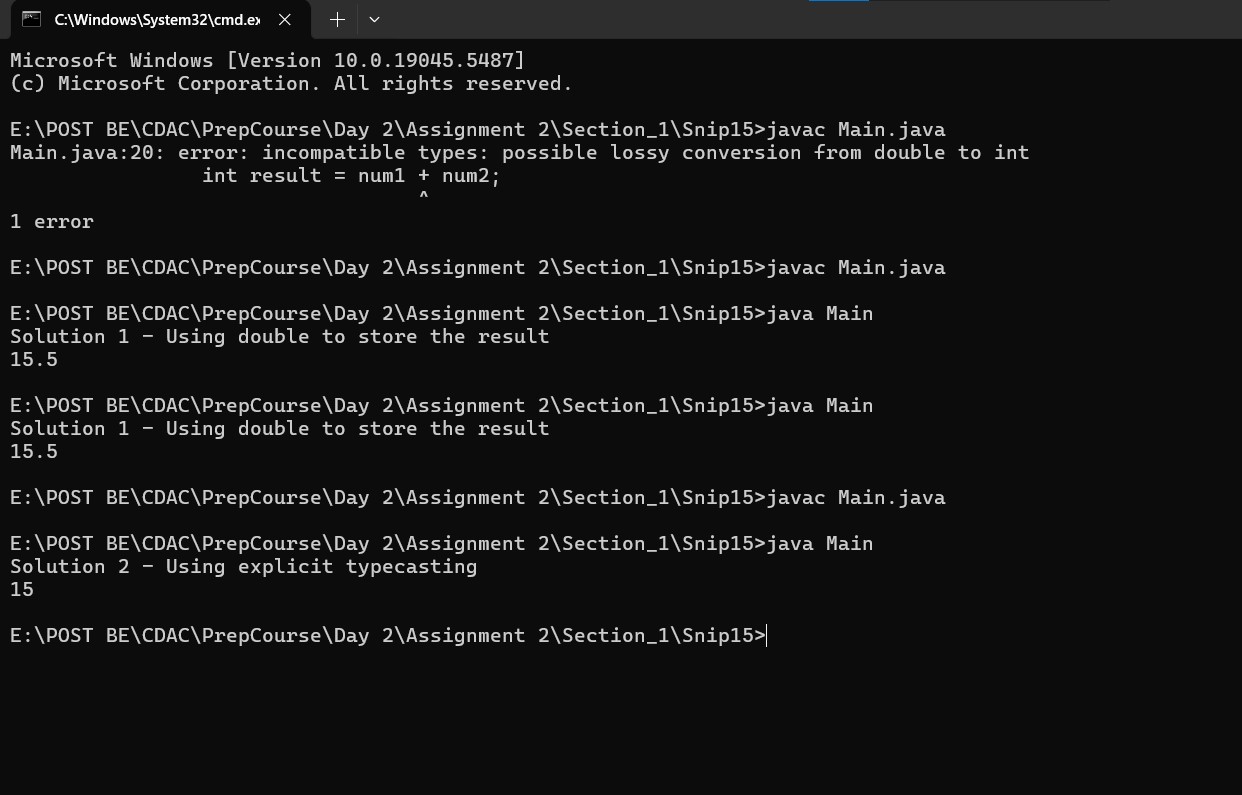 C:\Windows\System32\cmd.ex
Microsoft Windows [Version 10.0.19045.5487]
(c) Microsoft Corporation. All rights reserved.
E:\POST BE\CDAC\PrepCourse\Day 2\Assignment 2\Section_1\Snip15>javac Main.java
Main.java:20: error: incompatible types: possible lossy conversion from double to int
int result = num1 + num2;
^
1 error
E:\POST BE\CDAC\PrepCourse\Day 2\Assignment 2\Section_1\Snip15>javac Main.java
E:\POST BE\CDAC\PrepCourse\Day 2\Assignment 2\Section_1\Snip15>java Main
Solution 1 - Using double to store the result
15.5
E:\POST BE\CDAC\PrepCourse\Day 2\Assignment 2\Section_1\Snip15>java Main
Solution 1 - Using double to store the result
15.5
E:\POST BE\CDAC\PrepCourse\Day 2\Assignment 2\Section_1\Snip15>javac Main.java
E:\POST BE\CDAC\PrepCourse\Day 2\Assignment 2\Section_1\Snip15>java Main
Solution 2 - Using explicit typecasting
15
E:\POST BE\CDAC\PrepCourse\Day 2\Assignment 2\Section_1\Snip15>